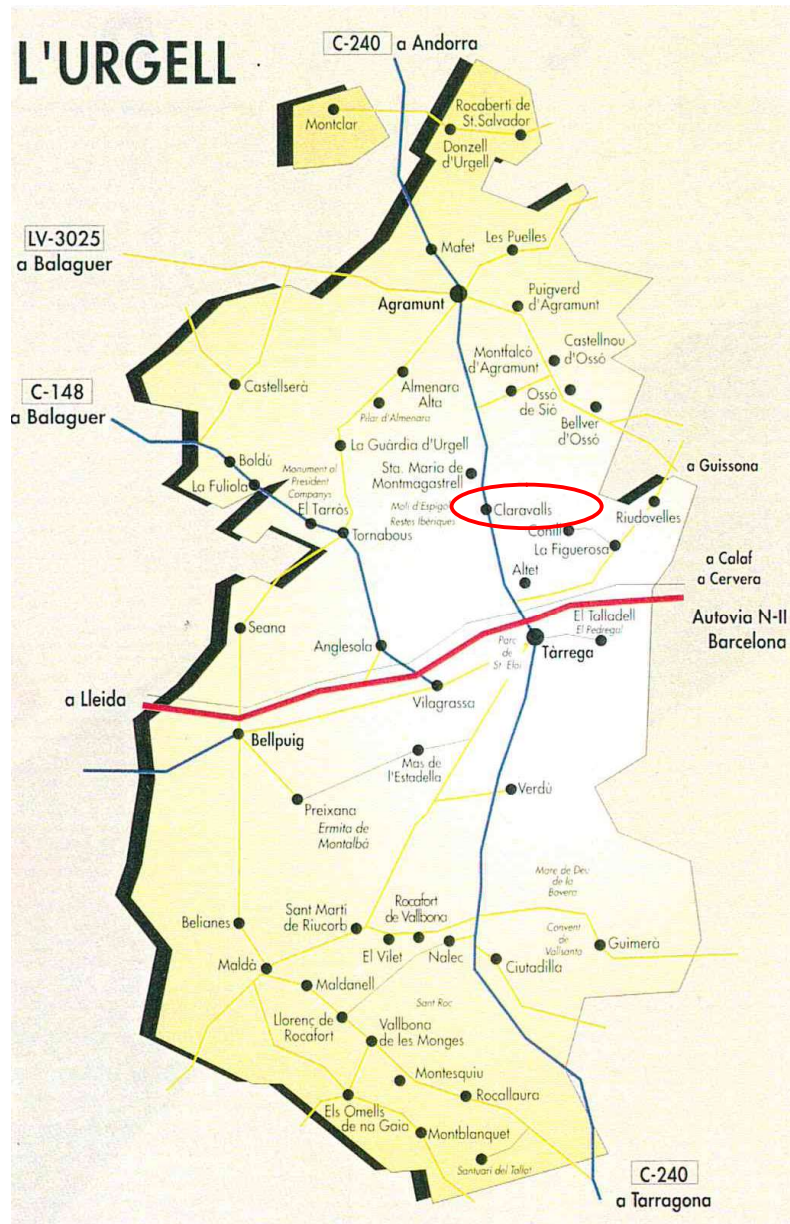 C-240 a Andorra
L'URGELL
Montclar
Rocabertí de
St. Salvador
Donzell
d'Urgell
LV-3025
a Balaguer
Mafet
Les Puelles
Agramunt
Puigverd
d'Agramunt
Castellnou
d'Ossó
Montfalcó
d'Agramunt
C-148
a Balaguer
Castellserà
Almenara
Alta
Pilar d'Almenara
Ossó
de Sió
Bellver
d'Ossó
La Guàrdia d'Urgell
Boldú
Monument al
President
Companys
Sta. Maria de
Montmagastrell
a Guissona
La Fuliola
El Tarròs
Tornabous
Molí d'Espígol
Restes Ibèriques
Claravalls
Riudovelles
Conill
La Figuerosa
Altet
a Calaf
a Cervera
Seana
Anglesola
Parc
de
St. Eloi
Tàrrega
El Talladell
El Pedregal
Autovia N-II
Barcelona
a Lleida
Vilagrassa
Bellpuig
Mas de
l'Estadella
Preixana
Ermita de
Montalbà
Verdú
Mare de Deu
de la
Bovera
Belianes
Sant Martí
de Riucorb
Rocafort
de Vallbona
El Vilet
Nalec
Convent
de
Vallsanta
Guimerà
Ciutadilla
Maldà
Maldanell
Sant Roc
Llorenç de
Rocafort
Vallbona
de les Monges
Montesquiu
Rocallaura
Els Omells
de na Gaia
Montblanquet
Santuari del Tallat
C-240
a Tarragona